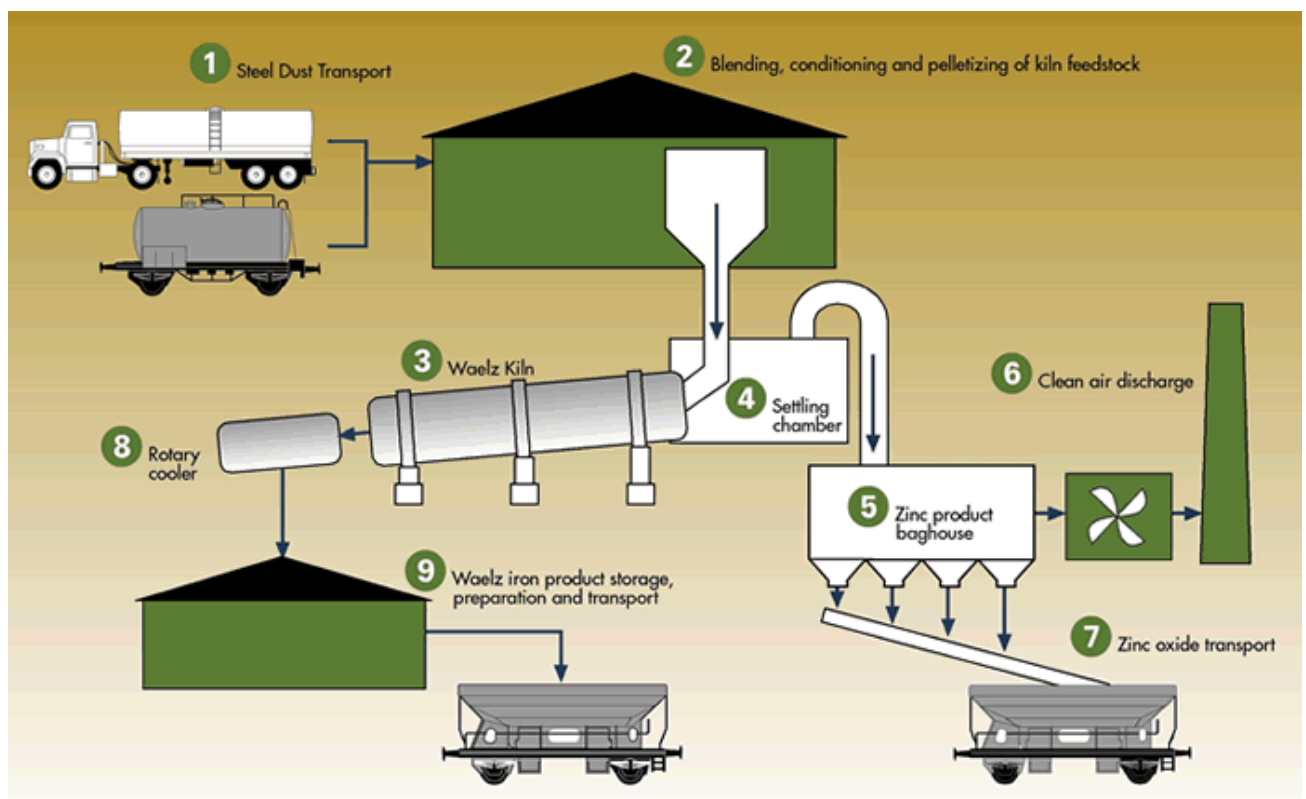 1 Steel Dust Transport
2 Blending, conditioning and pelletizing of kiln feedstock
3 Waelz Kiln
4 Settling
chamber
5 Zinc product
baghouse
6 Clean air discharge
7 Zinc oxide transport
8 Rotary
cooler
9 Waelz iron product storage,
preparation and transport